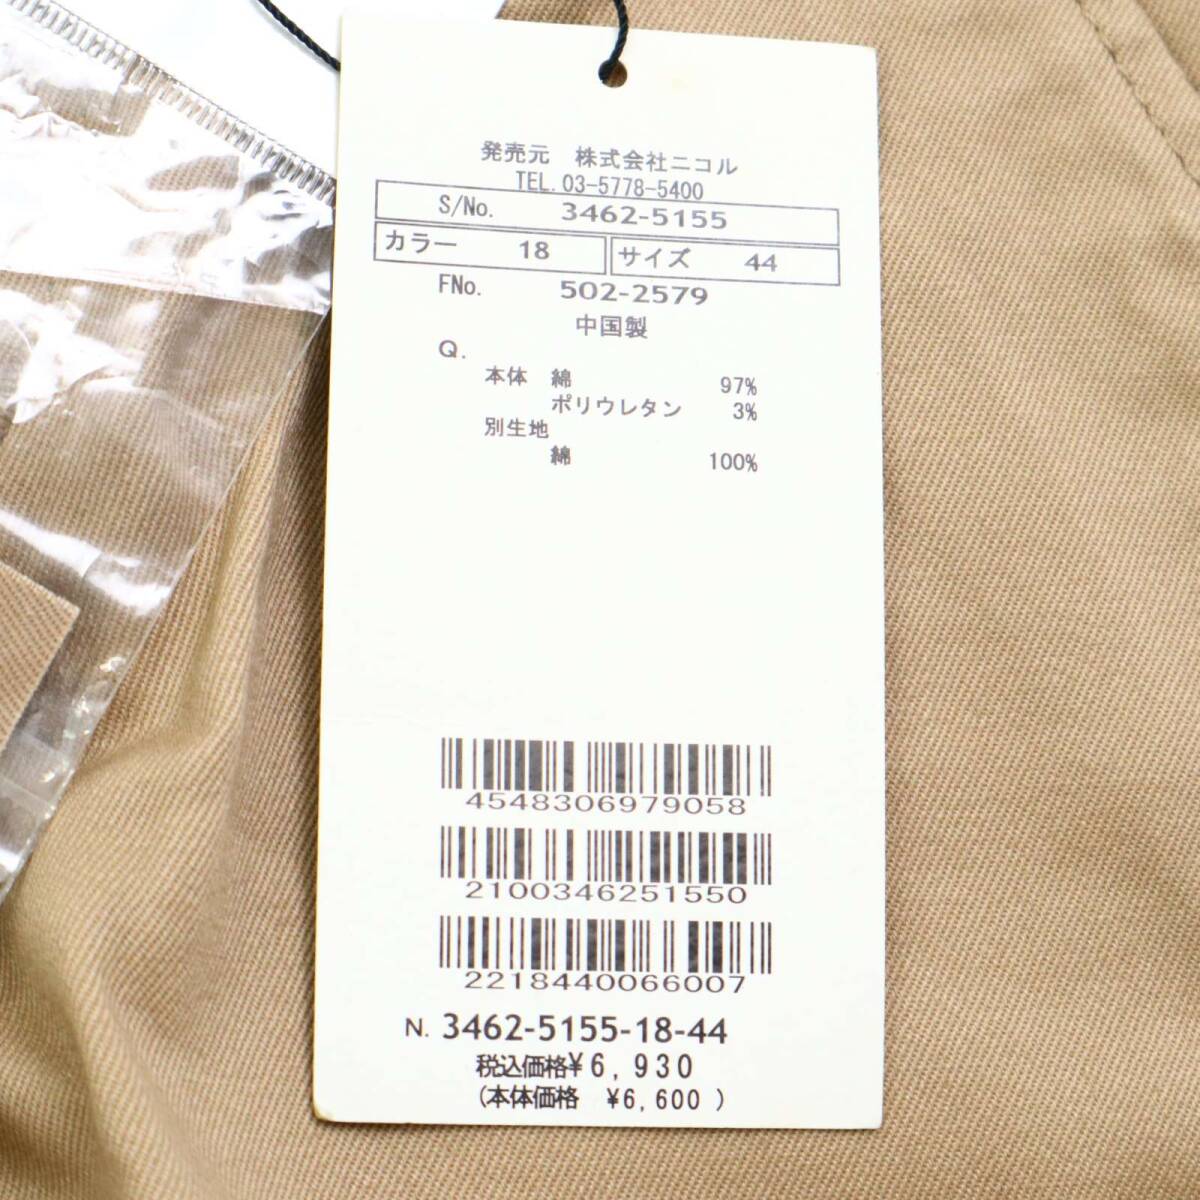 発売元 株式会社ニコル
TEL.03-5778-5400
S/No. 3462-5155
カラー 18 サイズ 44
FNo. 502-2579
中国製
Q.
本体 綿 97%
ポリウレタン 3%
別生地
綿 100%
4548306979058
2100346251550
2218440066007
N. 3462-5155-18-44
税込価格¥6,930
(本体価格 ¥6,600 )